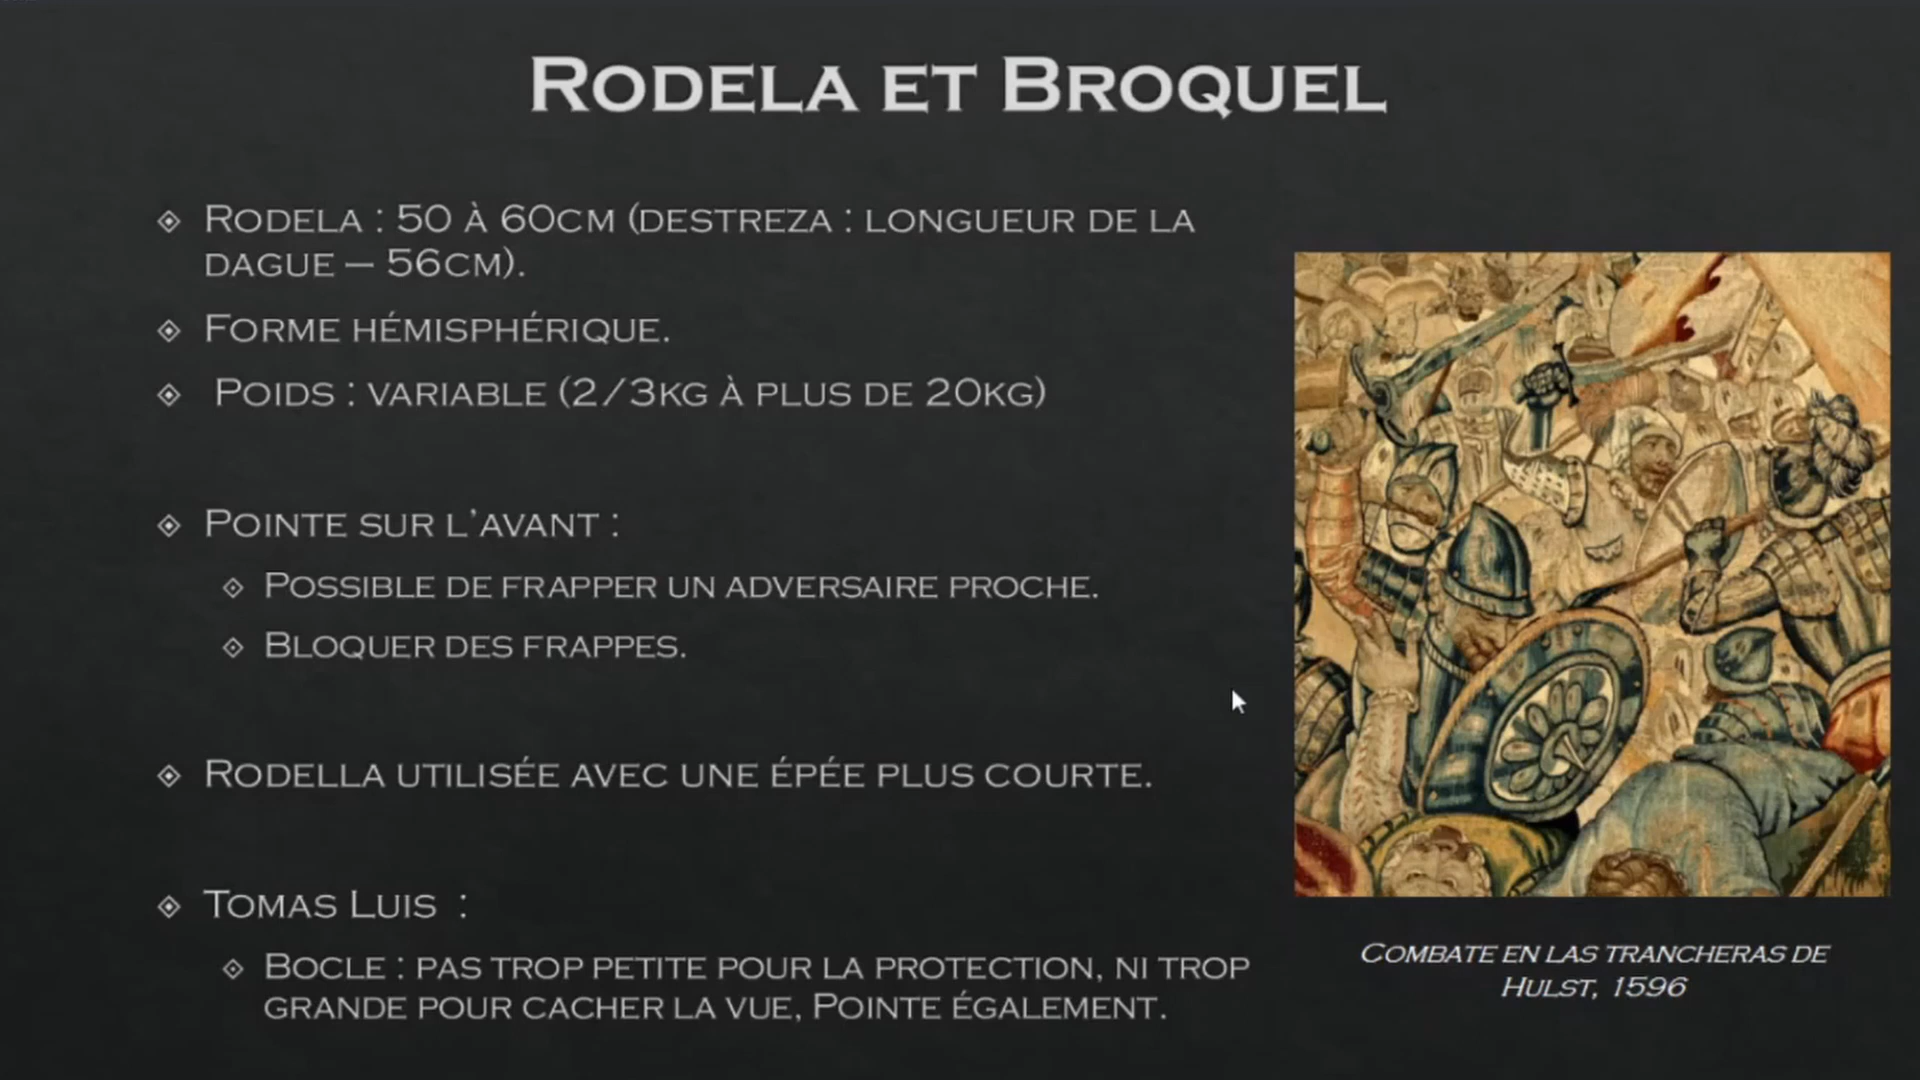 Rodela et Broquel
Rodela : 50 à 60cm (destreza : longueur de la
dague – 56cm).
Forme hémisphérique.
Poids : variable (2/3kg à plus de 20kg)
Pointe sur l'avant :
Possible de frapper un adversaire proche.
Bloquer des frappes.
Rodella utilisée avec une épée plus courte.
Tomas Luis :
Bocle : pas trop petite pour la protection, ni trop
grande pour cacher la vue, Pointe également.
Combate en las trancheras de
Hulst, 1596